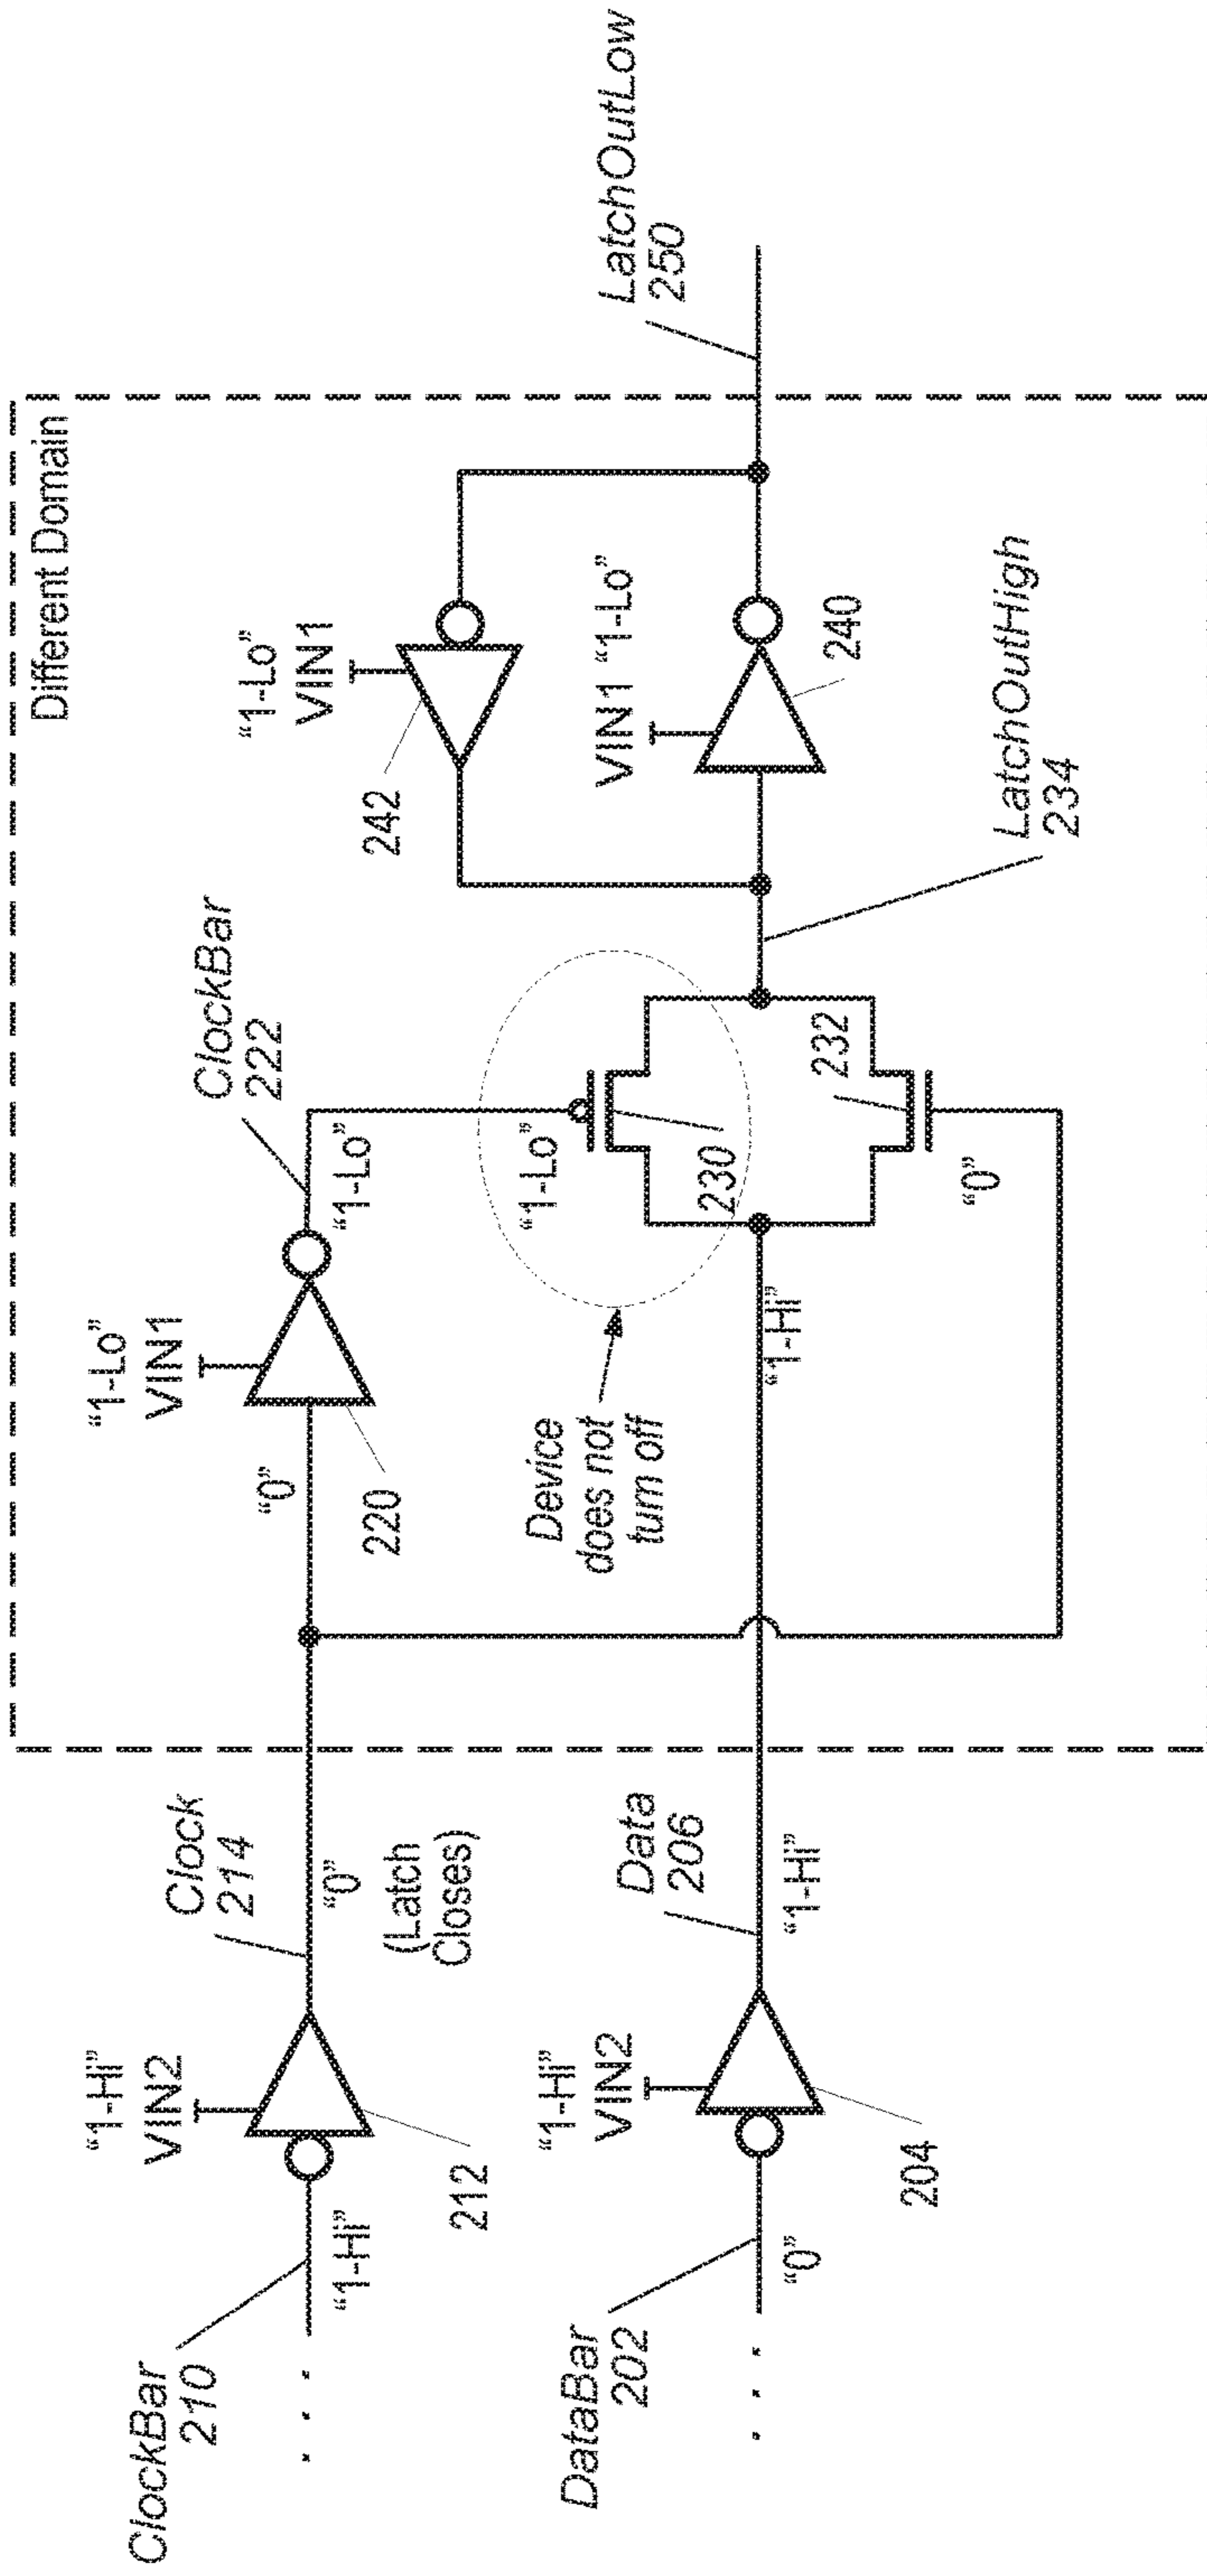 Different Domain
ClockBar
210
"1-Hi"
"1-Hi"
VIN2
212
Clock
214
"0"
(Latch
Closes)
"0"
"1-Lo"
VIN1
220
ClockBar
222
"1-Lo"
"1-Lo"
230
Device
does not
turn off
"1-Lo"
VIN1
242
VIN1 "1-Lo"
240
LatchOutLow
250
DataBar
202
"0"
"1-Hi"
VIN2
204
Data
206
"1-Hi"
"1-Hi"
232
"0"
LatchOutHigh
234